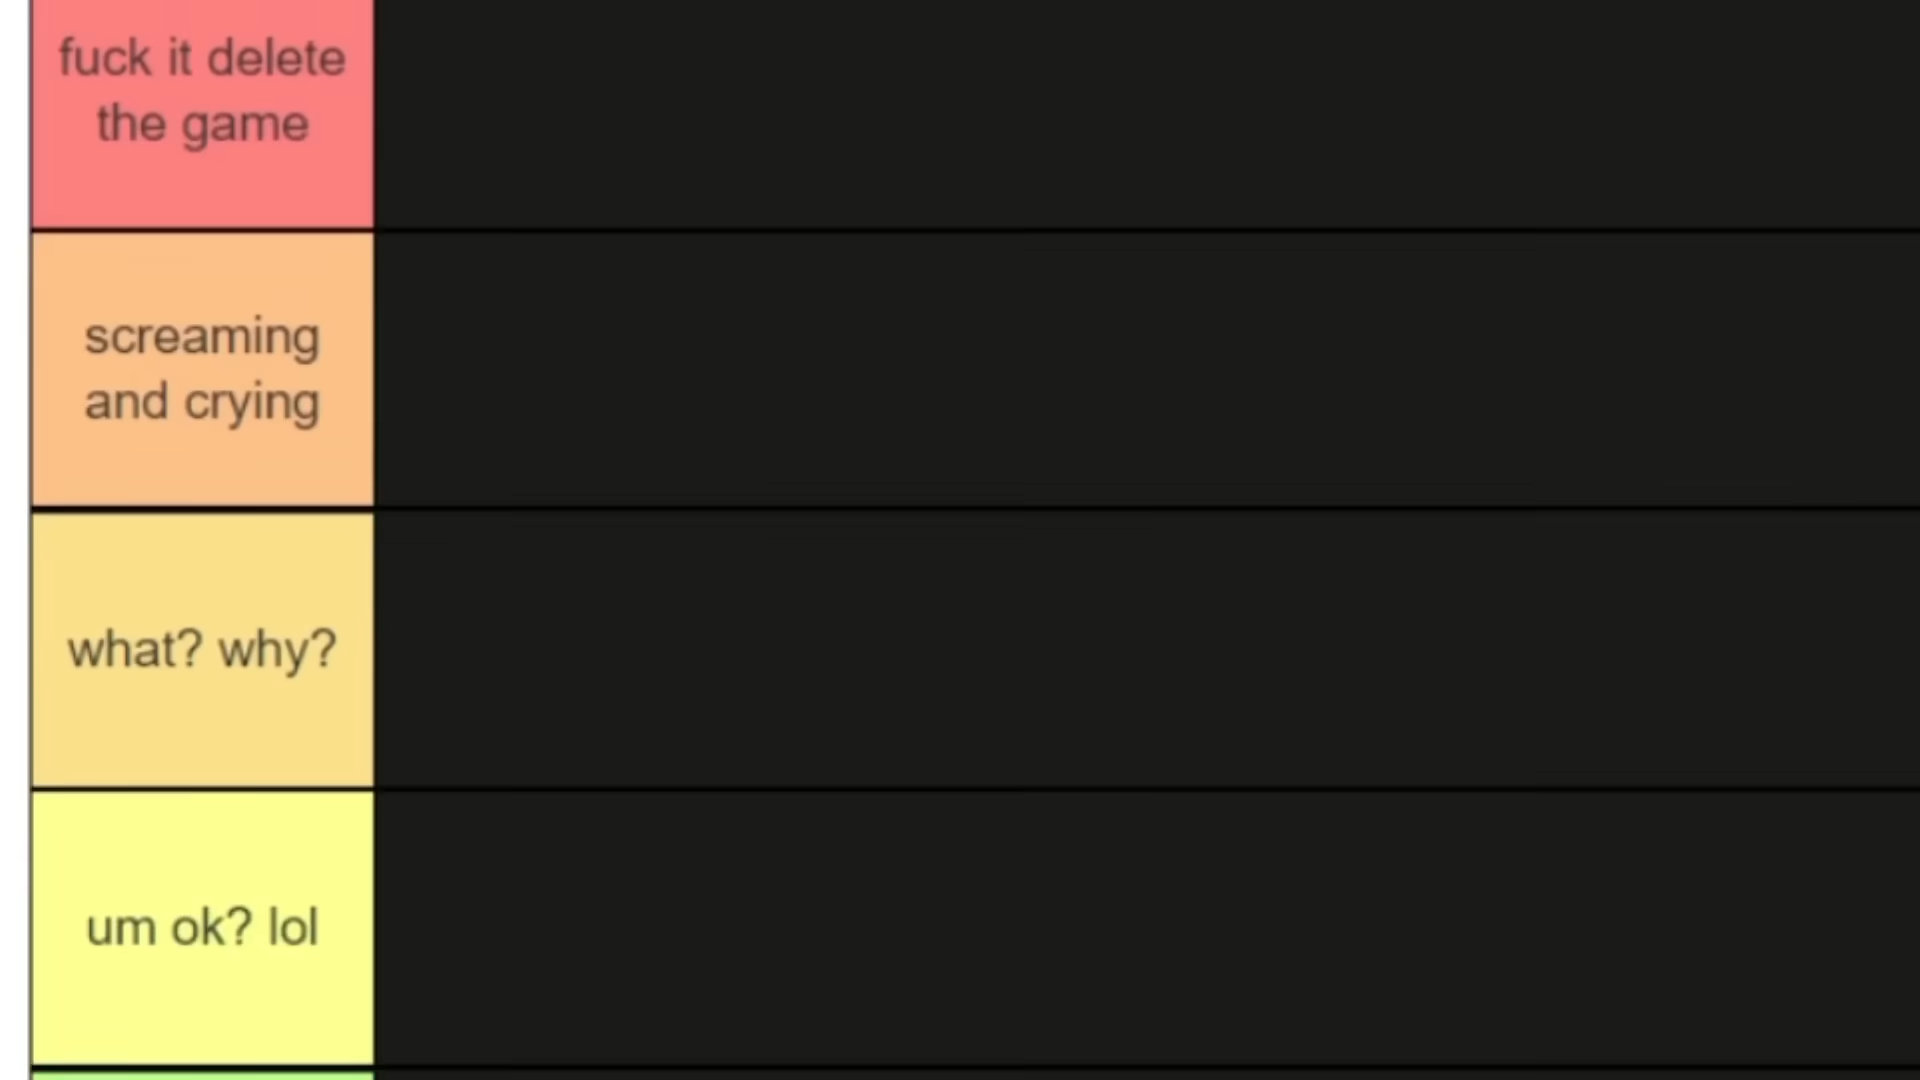 fuck it delete
the game
screaming
and crying
what? why?
um ok? lol